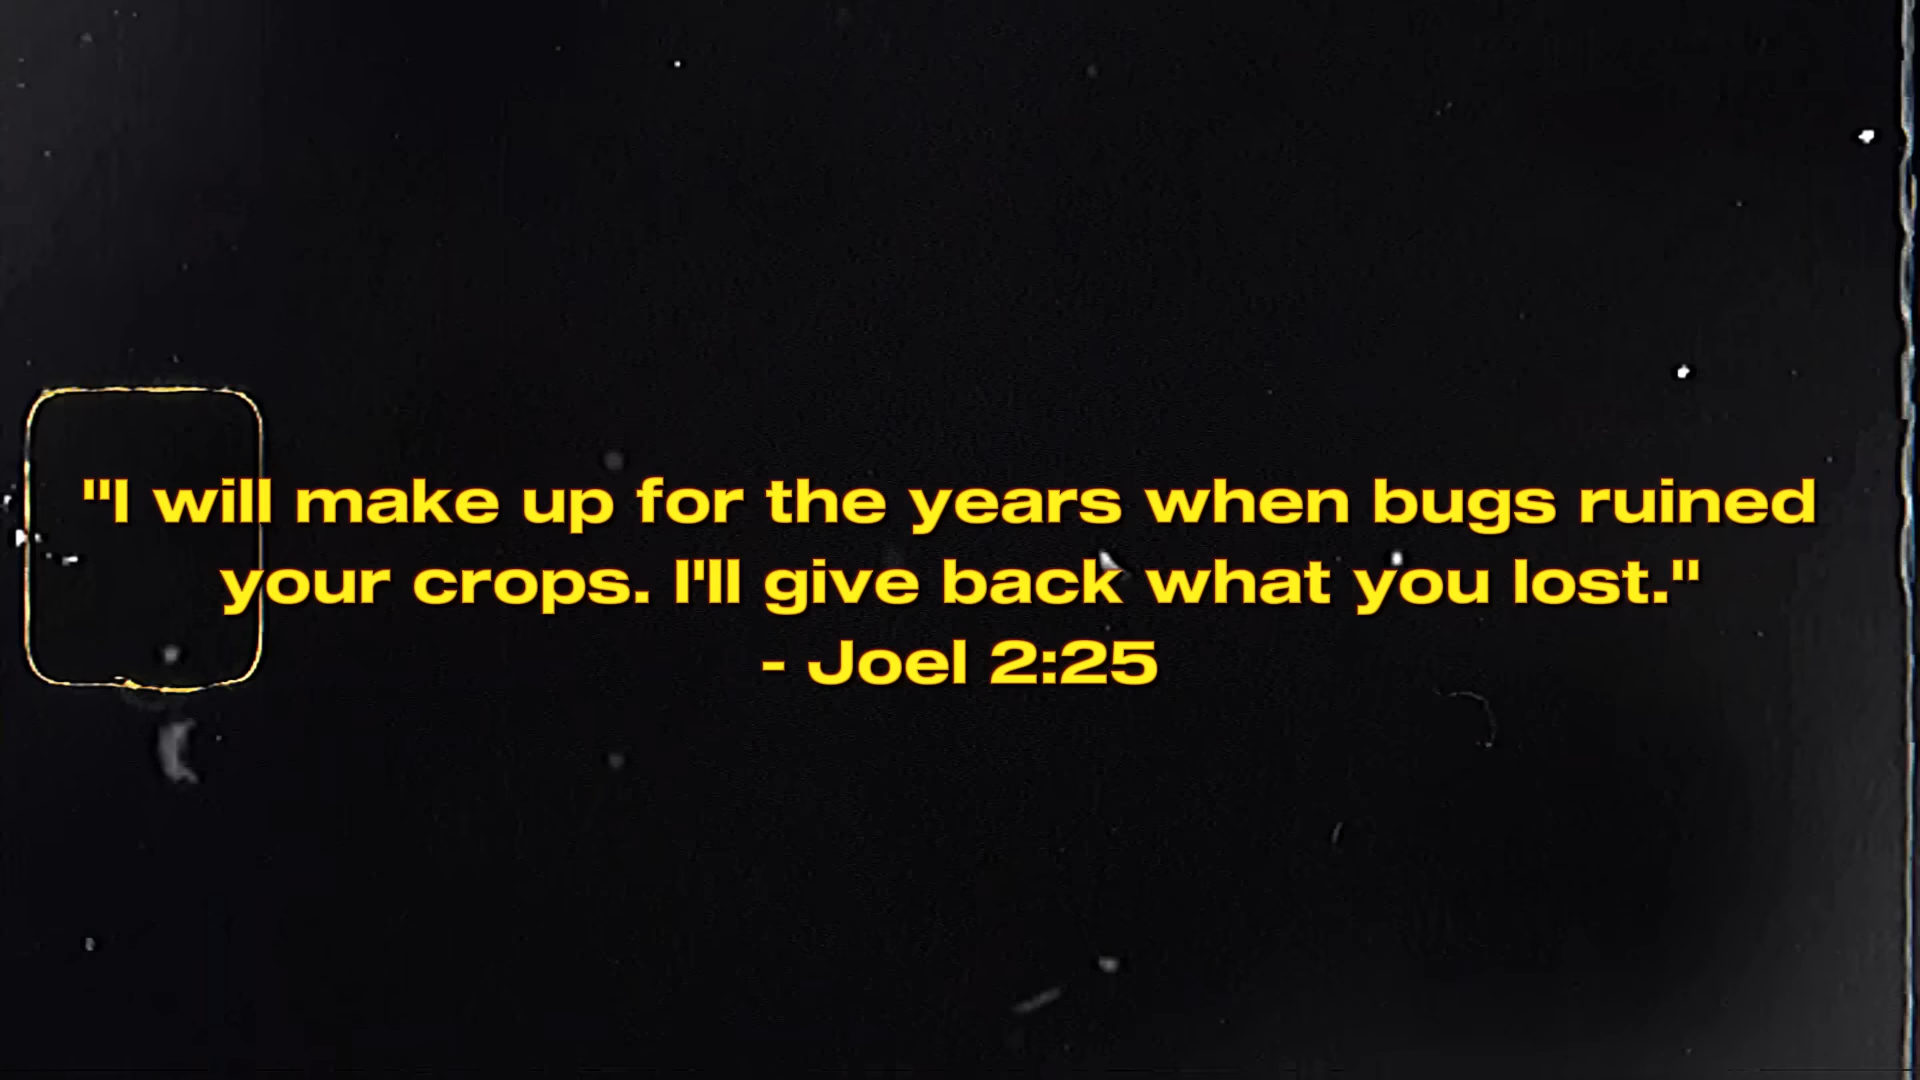 "I will make up for the years when bugs ruined
your crops. I'll give back what you lost."
- Joel 2:25